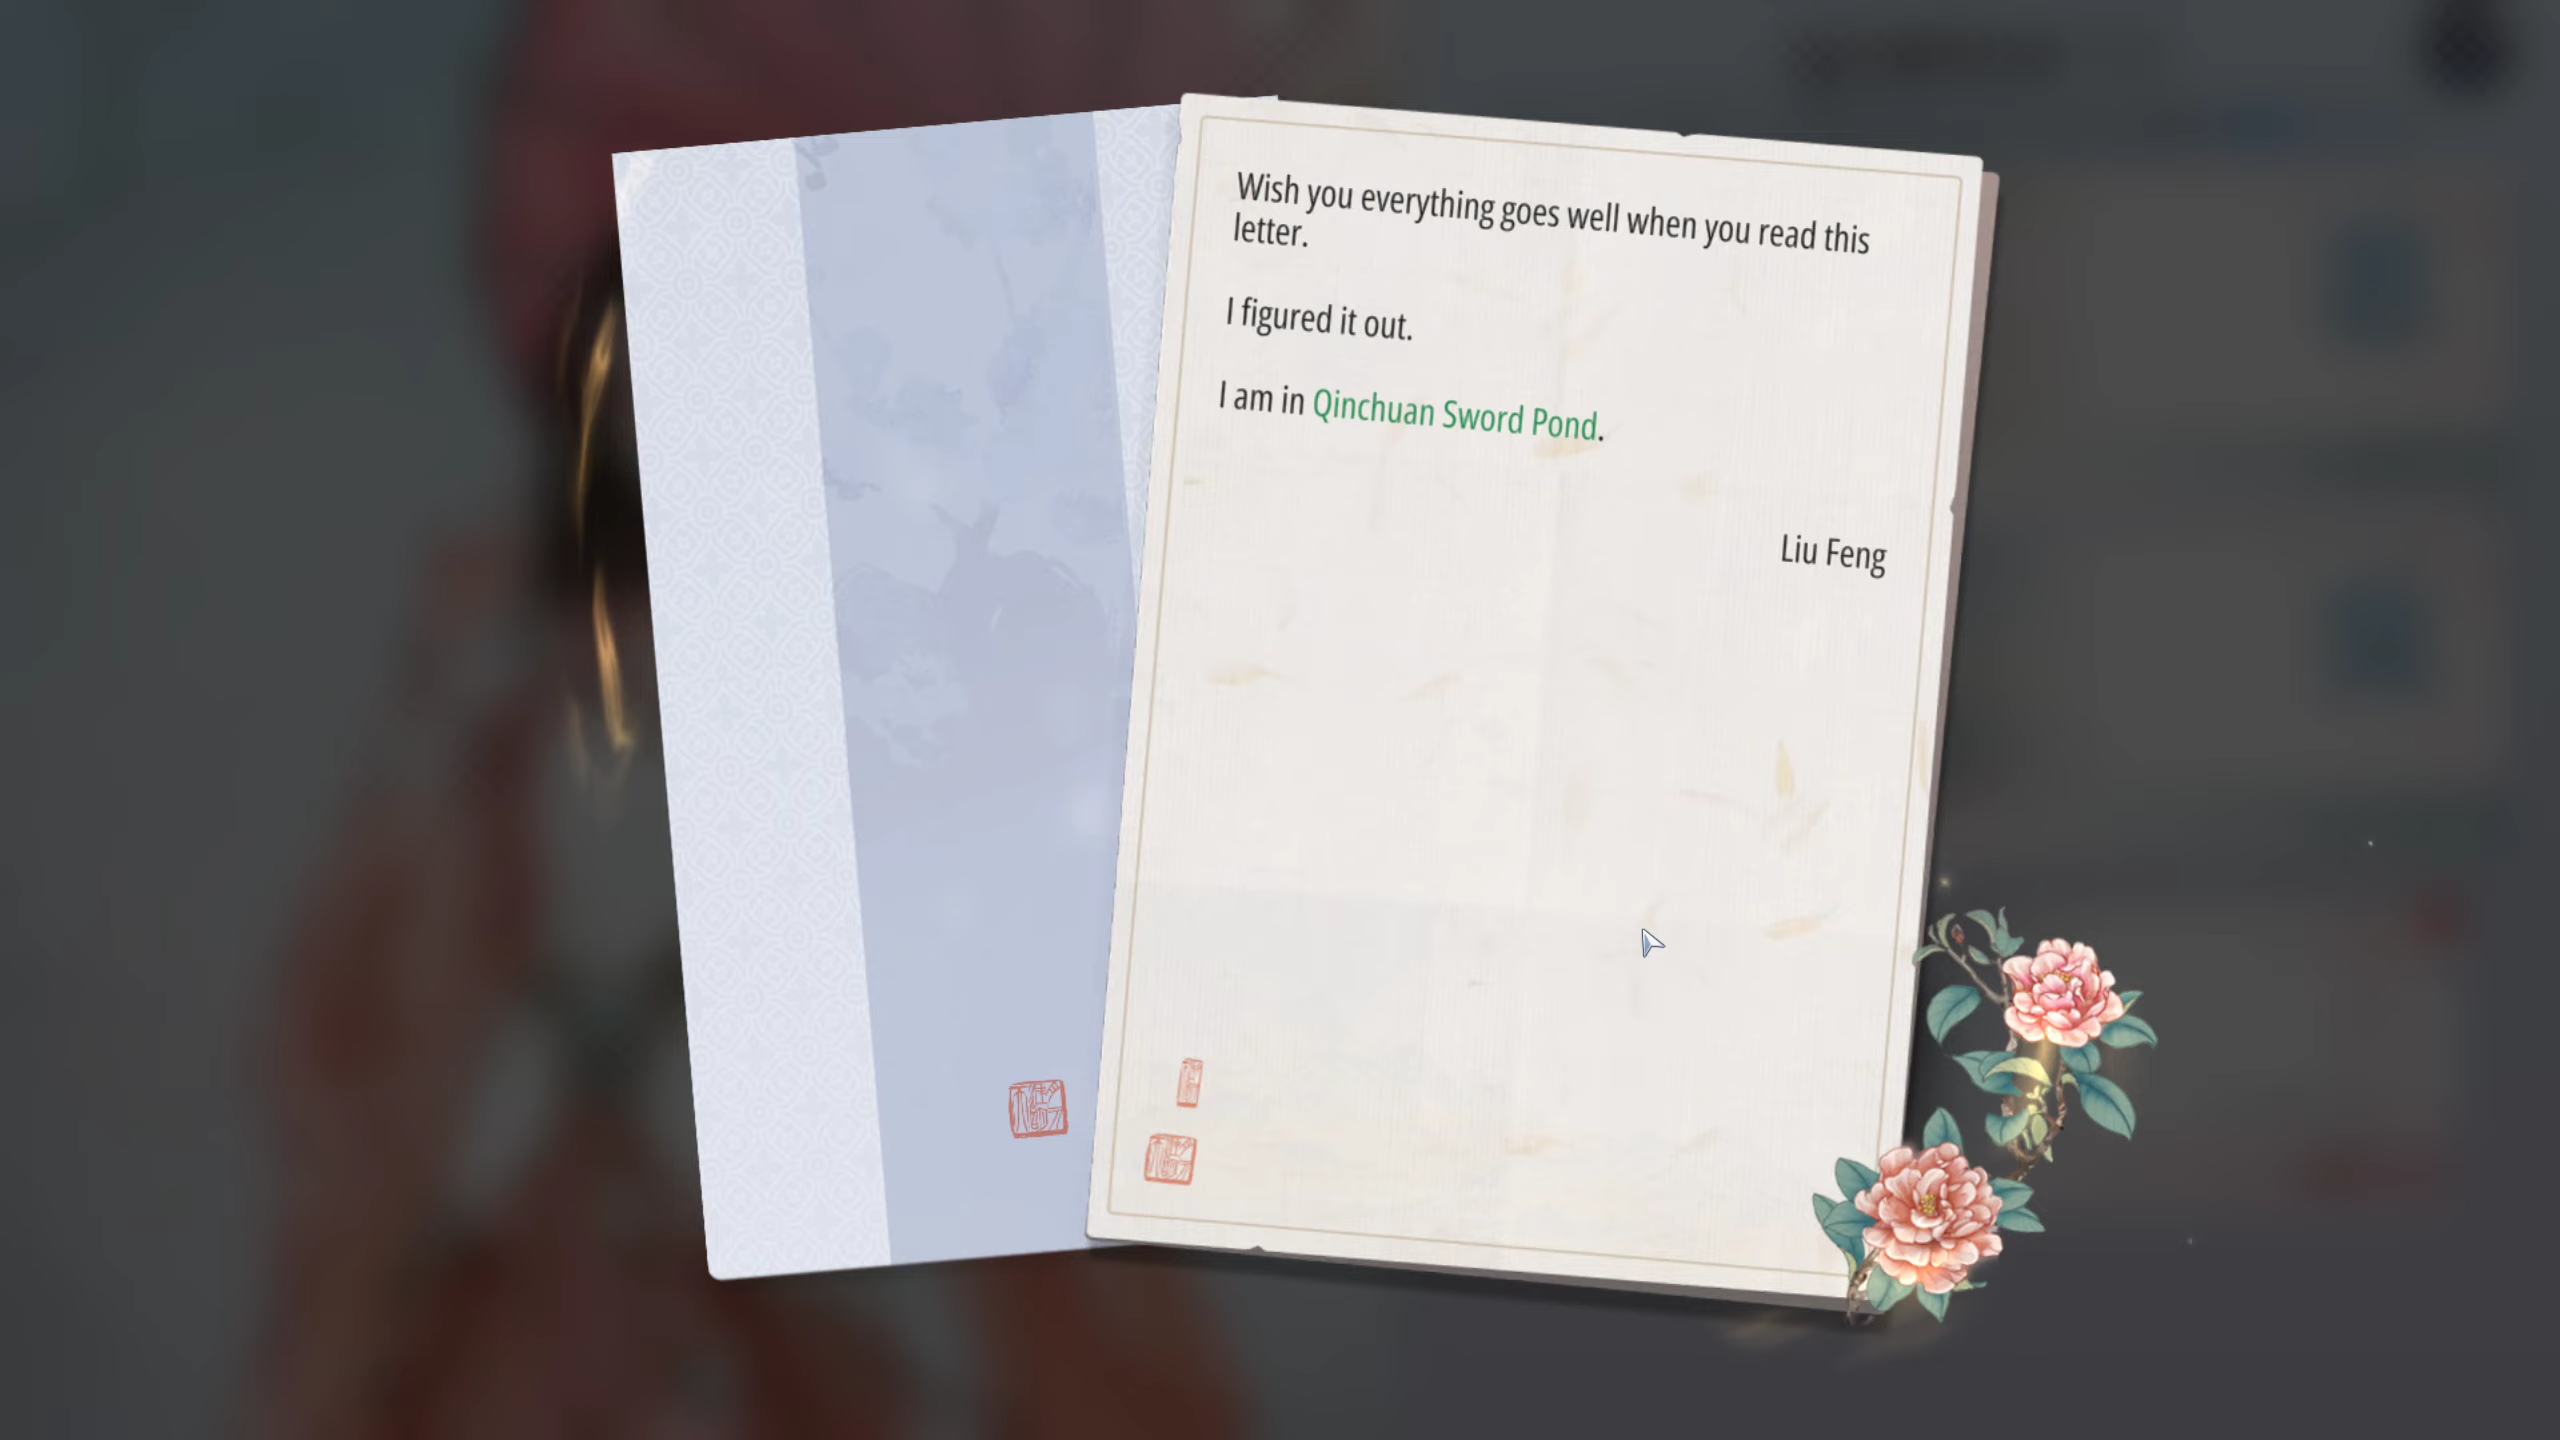 Wish you everything goes well when you read this
letter.
I figured it out.
I am in Qinchuan Sword Pond.
Liu Feng